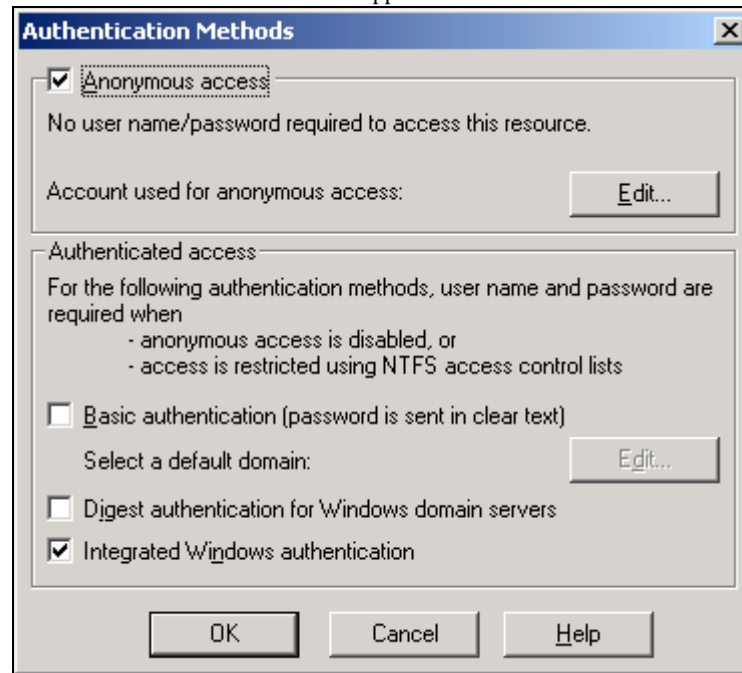 Authentication Methods
Anonymous access
No user name/password required to access this resource.
Account used for anonymous access:
Edit...
Authenticated access
For the following authentication methods, user name and password are
required when
- anonymous access is disabled, or
- access is restricted using NTFS access control lists
Basic authentication (password is sent in clear text)
Select a default domain:
Edit...
Digest authentication for Windows domain servers
Integrated Windows authentication
OK
Cancel
Help